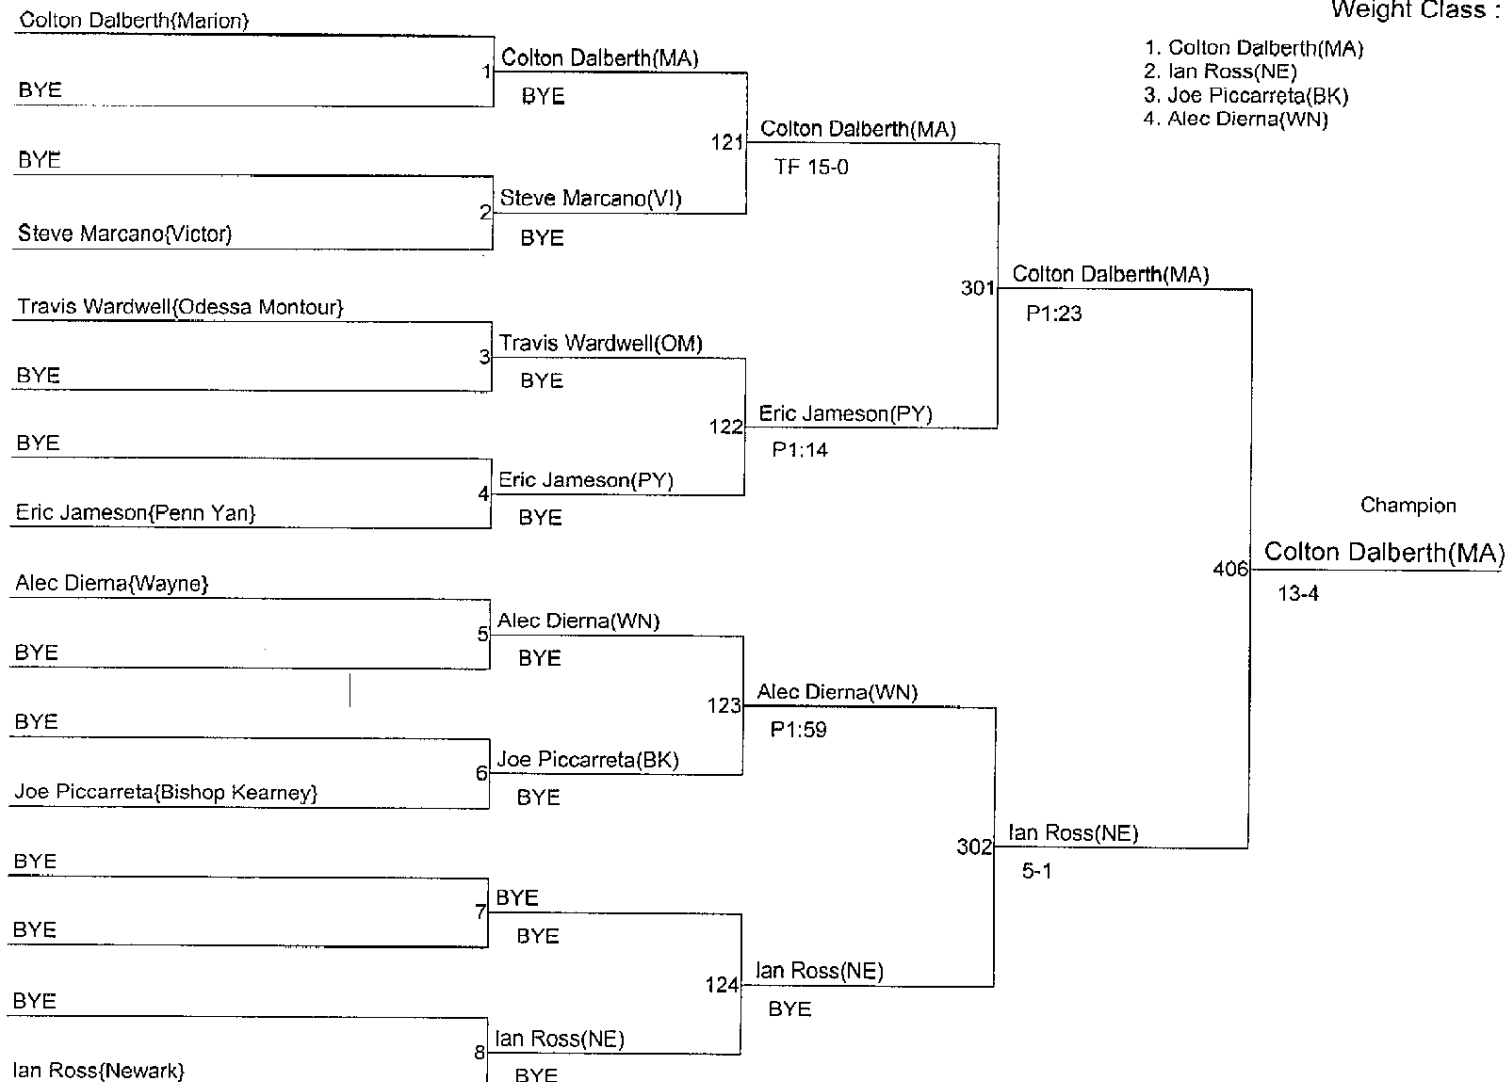 Weight Class :
1. Colton Dalberth(MA)
2. Ian Ross(NE)
3. Joe Piccarreta(BK)
4. Alec Dierna(WN)
Colton Dalberth{Marion}
1 Colton Dalberth(MA)
BYE
BYE
BYE
121 Colton Dalberth(MA)
TF 15-0
2 Steve Marcano(VI)
BYE
Steve Marcano{Victor}
301 Colton Dalberth(MA)
P1:23
Travis Wardwell{Odessa Montour}
3 Travis Wardwell(OM)
BYE
BYE
122 Eric Jameson(PY)
P1:14
BYE
4 Eric Jameson(PY)
BYE
Eric Jameson{Penn Yan}
Champion
406 Colton Dalberth(MA)
13-4
Alec Dierna{Wayne}
5 Alec Dierna(WN)
BYE
BYE
123 Alec Dierna(WN)
P1:59
BYE
6 Joe Piccarreta(BK)
BYE
Joe Piccarreta{Bishop Kearney}
302 Ian Ross(NE)
5-1
BYE
7 BYE
BYE
BYE
124 Ian Ross(NE)
BYE
BYE
8 Ian Ross(NE)
BYE
Ian Ross{Newark}